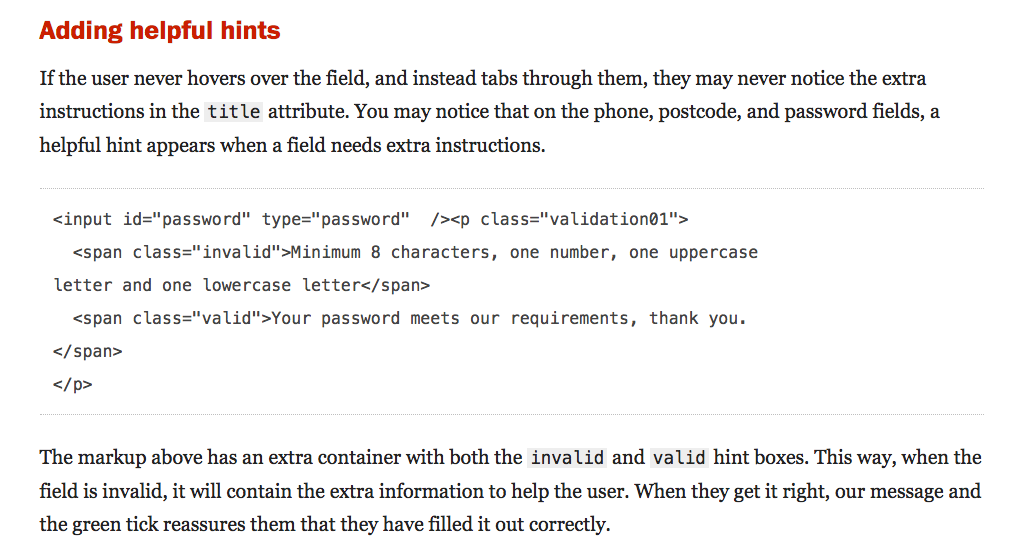 Adding helpful hints
If the user never hovers over the field, and instead tabs through them, they may never notice the extra
instructions in the title attribute. You may notice that on the phone, postcode, and password fields, a
helpful hint appears when a field needs extra instructions.
<input id="password" type="password"  /><p class="validation01">
  <span class="invalid">Minimum 8 characters, one number, one uppercase
letter and one lowercase letter</span>
  <span class="valid">Your password meets our requirements, thank you.
</span>
</p>
The markup above has an extra container with both the invalid and valid hint boxes. This way, when the
field is invalid, it will contain the extra information to help the user. When they get it right, our message and
the green tick reassures them that they have filled it out correctly.